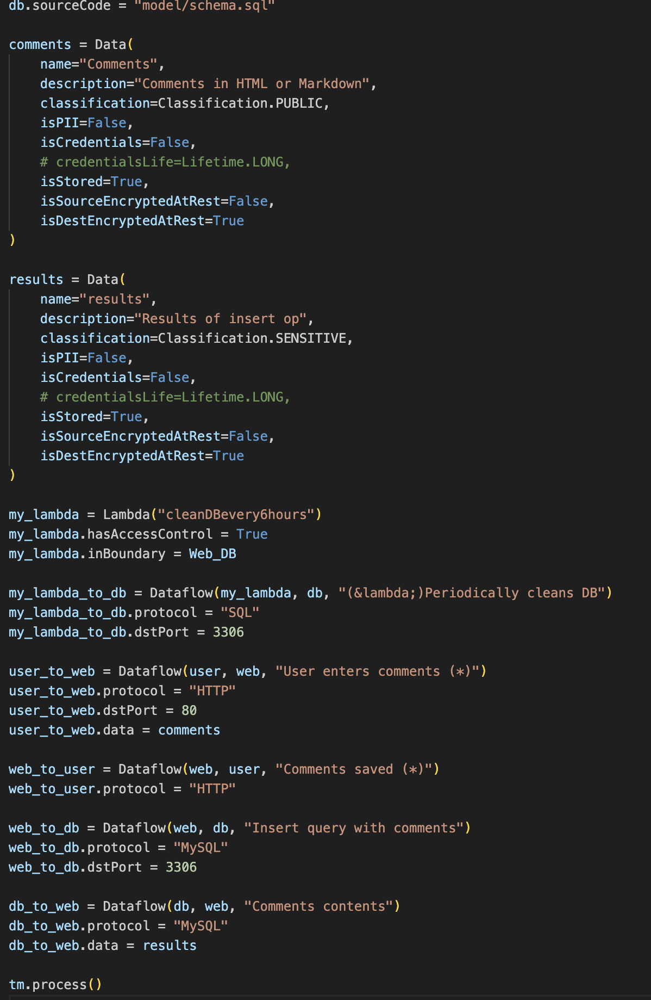 db.sourceCode = "model/schema.sql"

comments = Data(
    name="Comments",
    description="Comments in HTML or Markdown",
    classification=Classification.PUBLIC,
    isPII=False,
    isCredentials=False,
    # credentialsLife=Lifetime.LONG,
    isStored=True,
    isSourceEncryptedAtRest=False,
    isDestEncryptedAtRest=True
)

results = Data(
    name="results",
    description="Results of insert op",
    classification=Classification.SENSITIVE,
    isPII=False,
    isCredentials=False,
    # credentialsLife=Lifetime.LONG,
    isStored=True,
    isSourceEncryptedAtRest=False,
    isDestEncryptedAtRest=True
)

my_lambda = Lambda("cleanDBevery6hours")
my_lambda.hasAccessControl = True
my_lambda.inBoundary = Web_DB

my_lambda_to_db = Dataflow(my_lambda, db, "(&lambda;)Periodically cleans DB")
my_lambda_to_db.protocol = "SQL"
my_lambda_to_db.dstPort = 3306

user_to_web = Dataflow(user, web, "User enters comments (*)")
user_to_web.protocol = "HTTP"
user_to_web.dstPort = 80
user_to_web.data = comments

web_to_user = Dataflow(web, user, "Comments saved (*)")
web_to_user.protocol = "HTTP"

web_to_db = Dataflow(web, db, "Insert query with comments")
web_to_db.protocol = "MySQL"
web_to_db.dstPort = 3306

db_to_web = Dataflow(db, web, "Comments contents")
db_to_web.protocol = "MySQL"
db_to_web.data = results

tm.process()